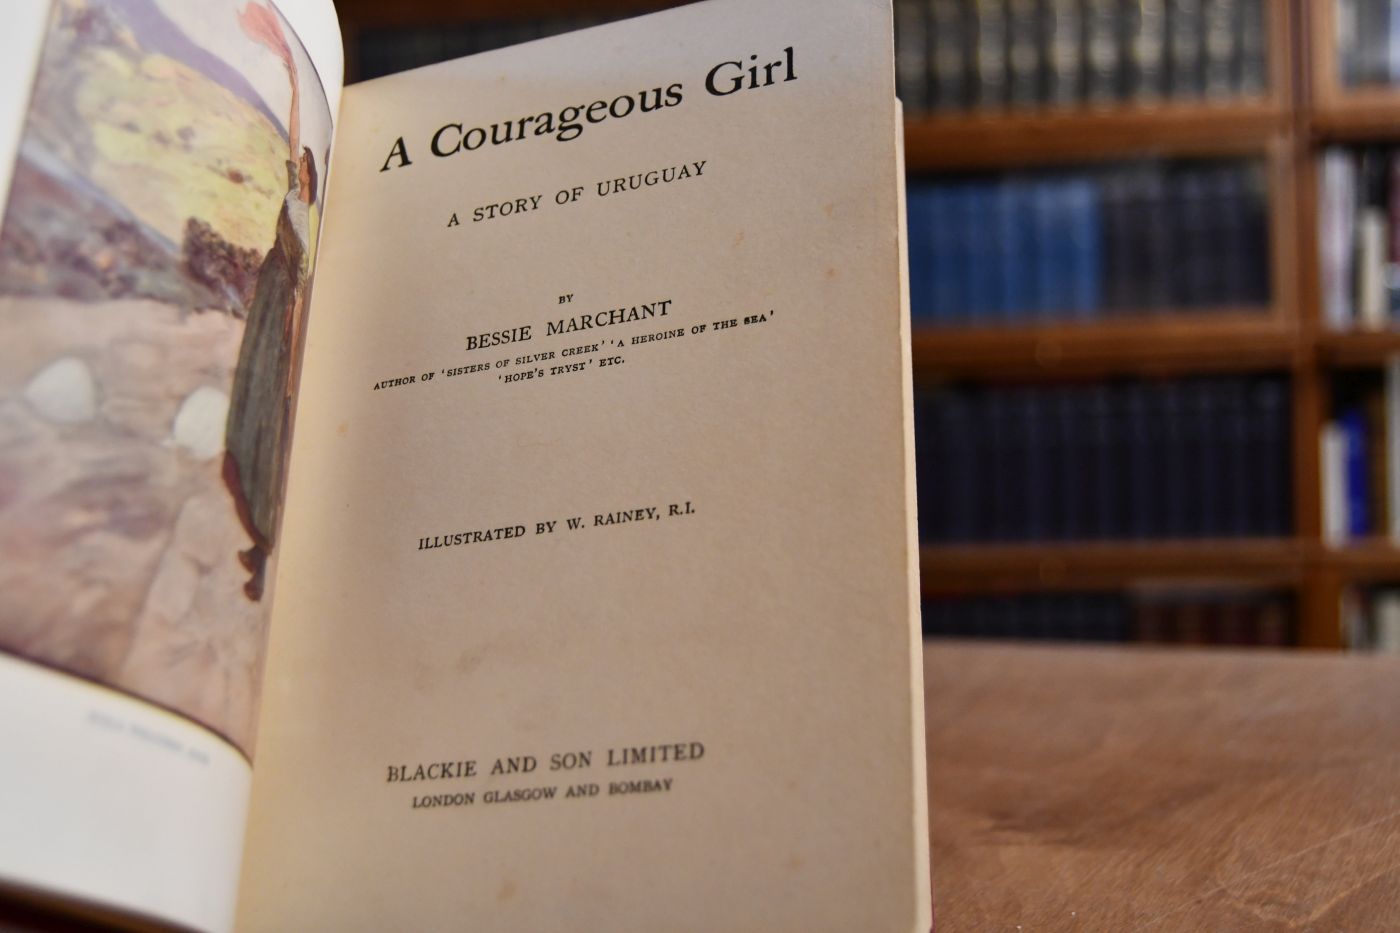 A Courageous Girl
A STORY OF URUGUAY
BY
BESSIE MARCHANT
AUTHOR OF ‘SISTERS OF SILVER CREEK’ ‘A HEROINE OF THE SEA’
‘HOPE’S TRYST’ ETC.
ILLUSTRATED BY W. RAINEY, R.I.
BLACKIE AND SON LIMITED
LONDON GLASGOW AND BOMBAY